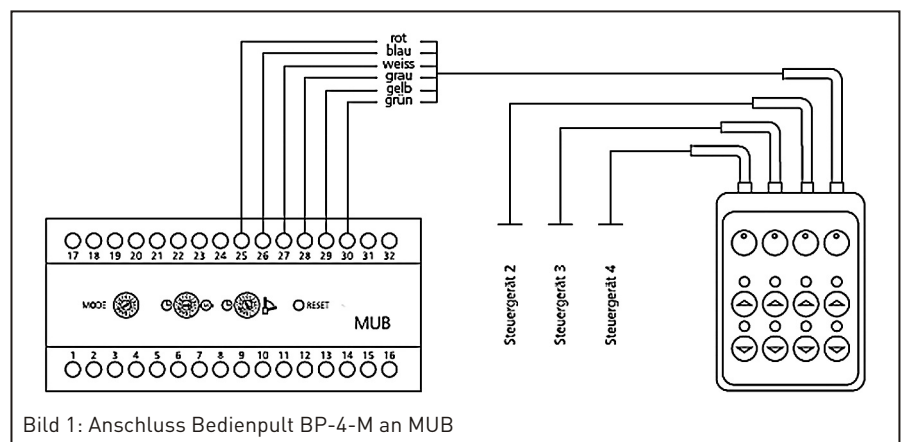 rot
blau
weiss
grau
gelb
grün
17 18 19 20 21 22 23 24 25 26 27 28 29 30 31 32
MODE
RESET
MUB
1 2 3 4 5 6 7 8 9 10 11 12 13 14 15 16
Steuergerät 2
Steuergerät 3
Steuergerät 4
Bild 1: Anschluss Bedienpult BP-4-M an MUB